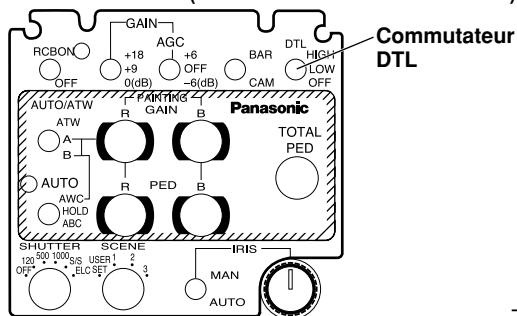 GAIN
AGC
RCBON
OFF
+18
+9
0(dB)
+6
OFF
–6(dB)
BAR
CAM
DTL
HIGH
LOW
OFF
Commutateur
DTL
AUTO/ATW
PAINTING
GAIN
R
B
Panasonic
ATW
A
B
TOTAL
PED
AUTO
R
PED
B
AWC
HOLD
ABC
SHUTTER
OFF
120
500
1000
S/S
ELC
SCENE
USER
SET
1
2
3
IRIS
MAN
AUTO